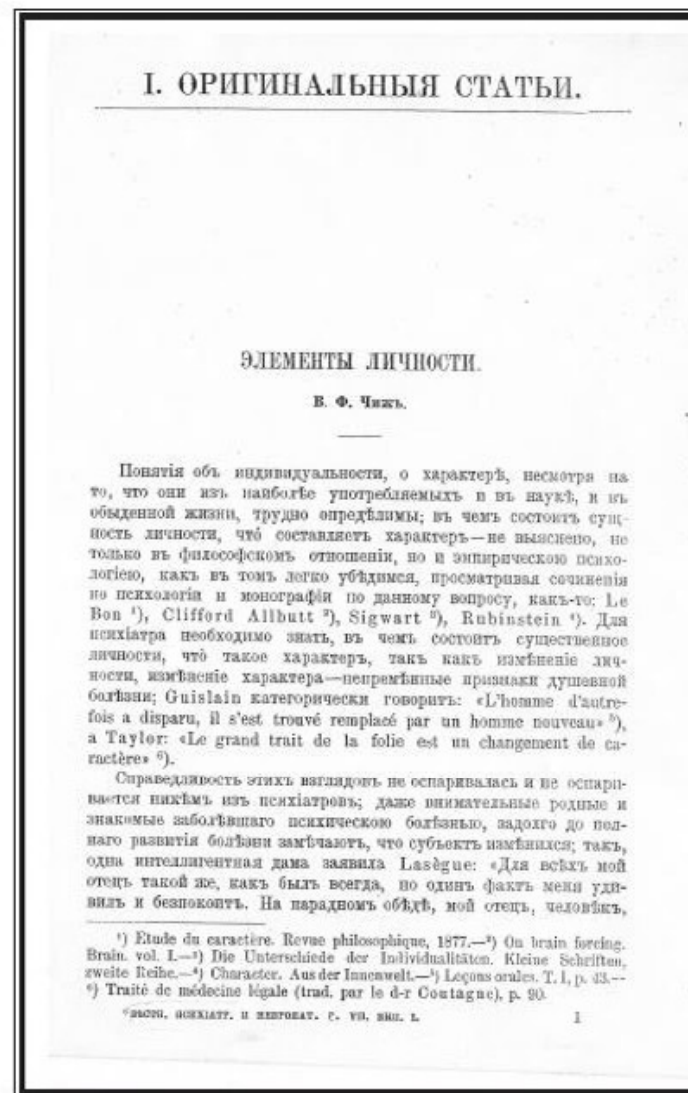 I. ОРИГИНАЛЬНЫЯ СТАТЬИ.
ЭЛЕМЕНТЫ ЛИЧНОСТИ.
В. Ф. Чижъ.
Понятія объ индивидуальности, о характерѣ, несмотря на
то, что они изъ наиболѣе употребляемыхъ и въ наукѣ, и въ
обыденной жизни, трудно опредѣлимы; въ чемъ состоитъ сущ-
ность личности, что́ составляетъ характеръ—не выяснено, не
только въ философскомъ отношеніи, но и эмпирическою психо-
логіею, какъ въ томъ легко убѣдимся, просматривая сочиненія
по психологіи и монографіи по данному вопросу, какъ-то: Le
Bon ¹), Clifford Allbutt ²), Sigwart ³), Rubinstein ⁴). Для
психіатра необходимо знать, въ чемъ состоитъ существенное
личности, что́ такое характеръ, такъ какъ измѣненіе лич-
ности, измѣненіе характера—непремѣнные признаки душевной
болѣзни; Guislain категорически говоритъ: «L'homme d'autre-
fois a disparu, il s'est trouvé remplacé par un homme nouveau» ⁵),
а Taylor: «Le grand trait de la folie est un changement de ca-
ractère» ⁶).
Справедливость этихъ взглядовъ не оспаривалась и не оспари-
вается никѣмъ изъ психіатровъ; даже внимательные родные и
знакомые заболѣвшаго психическою болѣзнью, задолго до пол-
наго развитія болѣзни замѣчаютъ, что субъектъ измѣнился; такъ,
одна интеллигентная дама заявила Lasègue: «Для всѣхъ мой
отецъ такой же, какъ былъ всегда, но одинъ фактъ меня уди-
вилъ и безпокоитъ. На парадномъ обѣдѣ, мой отецъ, человѣкъ,
¹) Etude du caractère. Revue philosophique, 1877.—²) On brain forcing.
Brain. vol. I.—³) Die Unterschiede der Individualitäten. Kleine Schriften,
zweite Reihe.—⁴) Character. Aus der Innenwelt.—⁵) Leçons orales. T. I, p. 43.—
⁶) Traité de médecine légale (trad. par le d-r Coutagne), p. 90.
ВѢСТН. ПСИХІАТР. И НЕВРОПАТ. Г. VII, ВЫП. I. 1